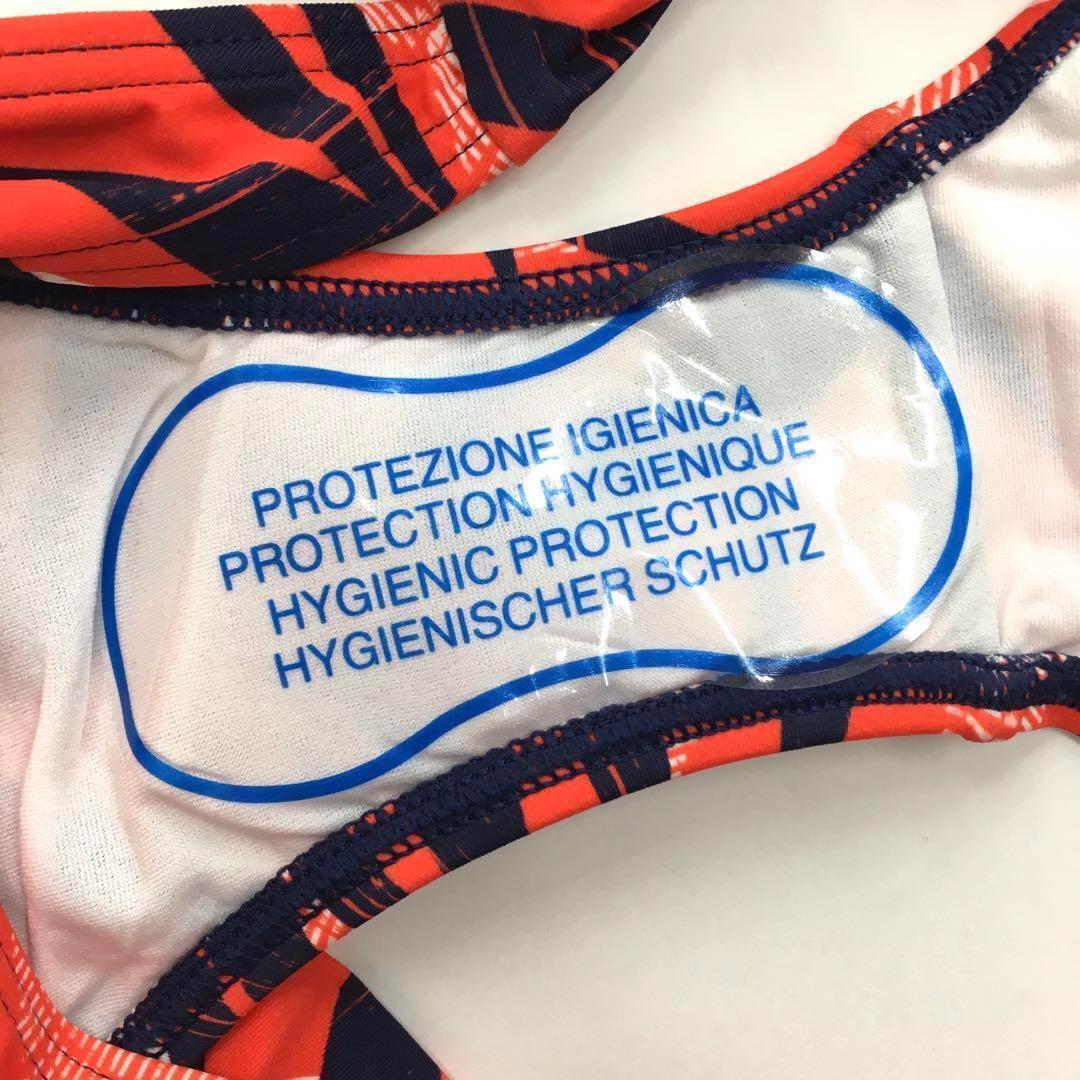 PROTEZIONE IGIENICA
PROTECTION HYGIENIQUE
HYGIENIC PROTECTION
HYGIENISCHER SCHUTZ